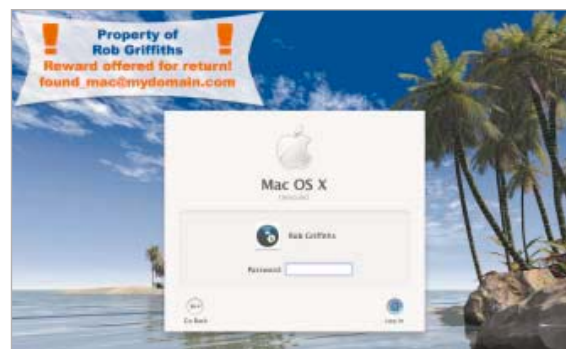 Property of
Rob Griffiths
Reward offered for return!
found_mac@mydomain.com
Mac OS X
Rob Griffiths
Password:
Go Back
Log In